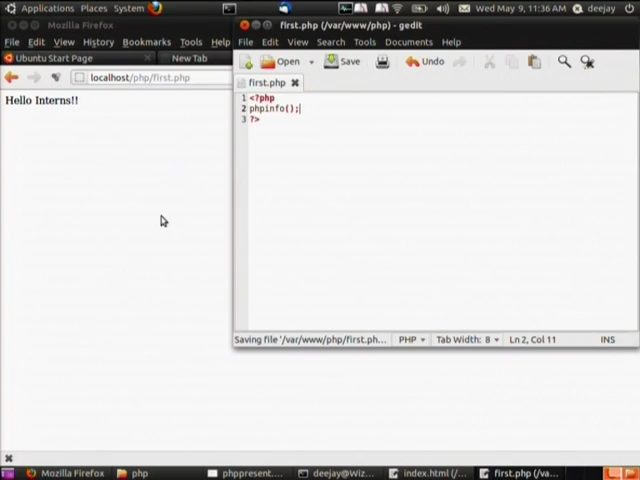 Applications Places System
Wed May 9, 11:36 AM deejay
Mozilla Firefox
File Edit View History Bookmarks Tools Help
Ubuntu Start Page
New Tab
localhost/php/first.php
Hello Interns!!
first.php (/var/www/php) - gedit
File Edit View Search Tools Documents Help
Open Save Undo
first.php
1 <?php
2 phpinfo();
3 ?>
Saving file '/var/www/php/first.ph... PHP Tab Width: 8 Ln 2, Col 11 INS
Mozilla Firefox php phppresent.... deejay@Wiz... index.html (/... first.php (/va...